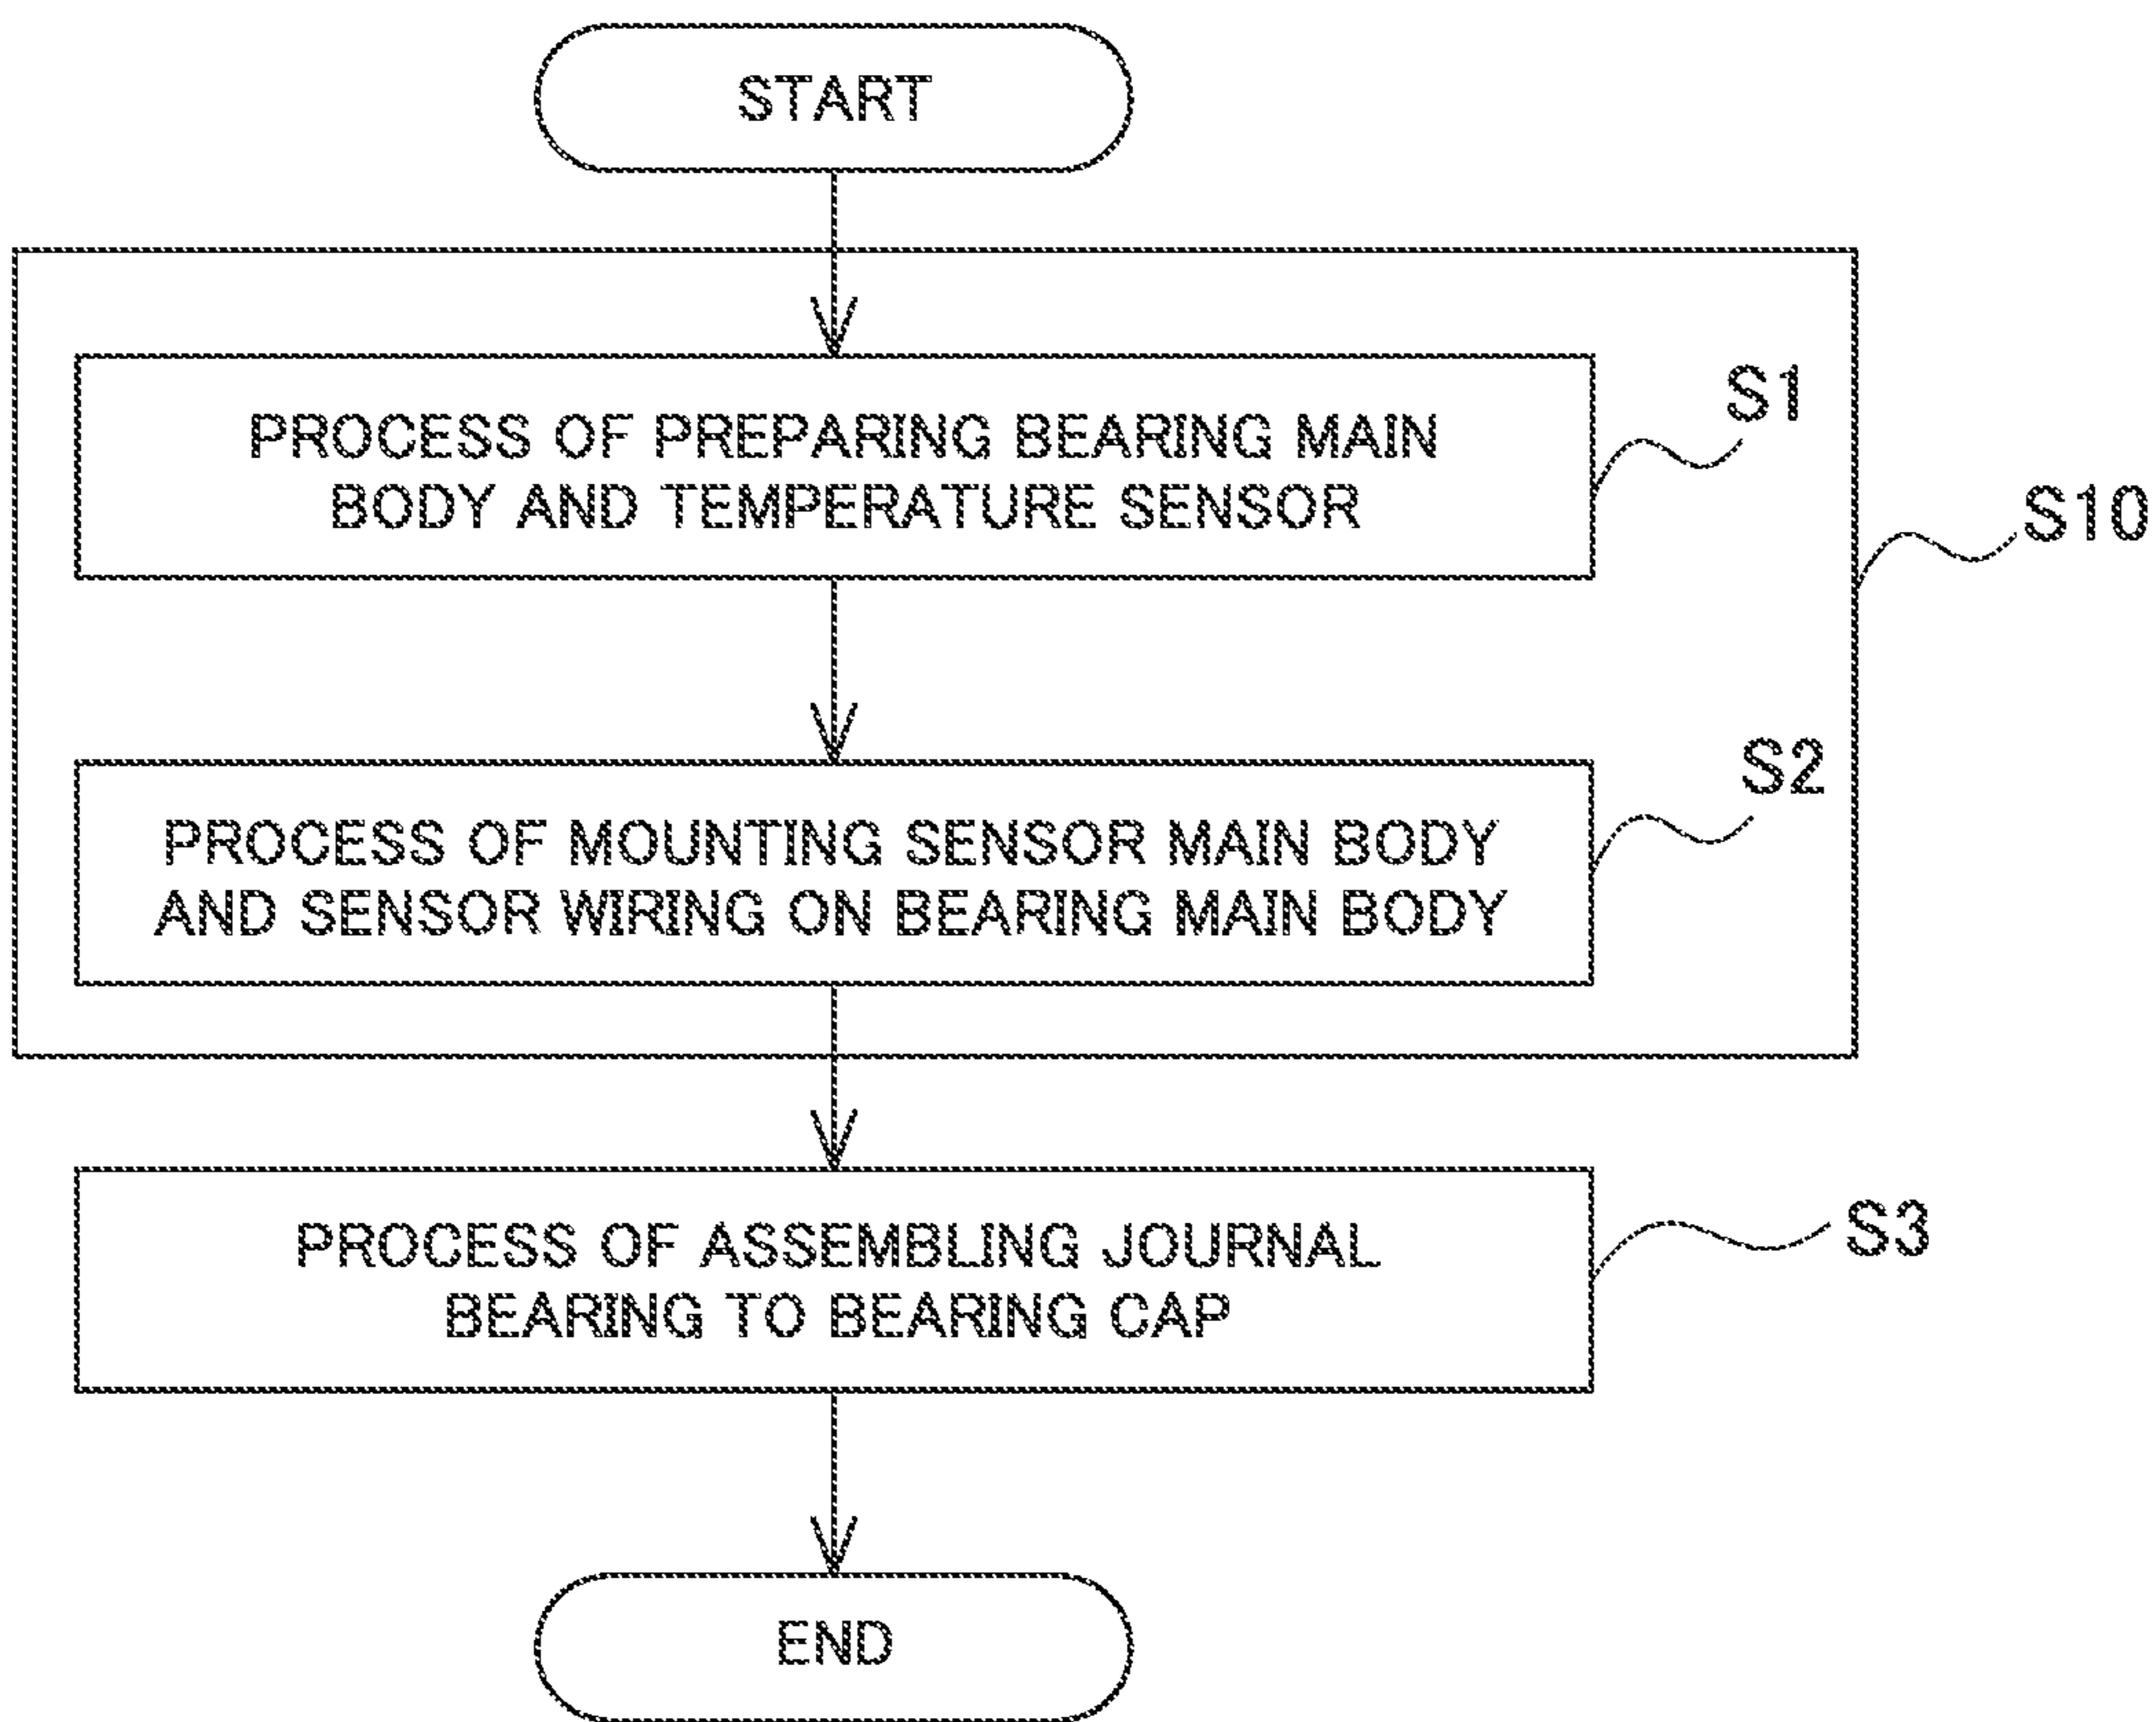 START
PROCESS OF PREPARING BEARING MAIN
BODY AND TEMPERATURE SENSOR
S1
S10
PROCESS OF MOUNTING SENSOR MAIN BODY
AND SENSOR WIRING ON BEARING MAIN BODY
S2
PROCESS OF ASSEMBLING JOURNAL
BEARING TO BEARING CAP
S3
END